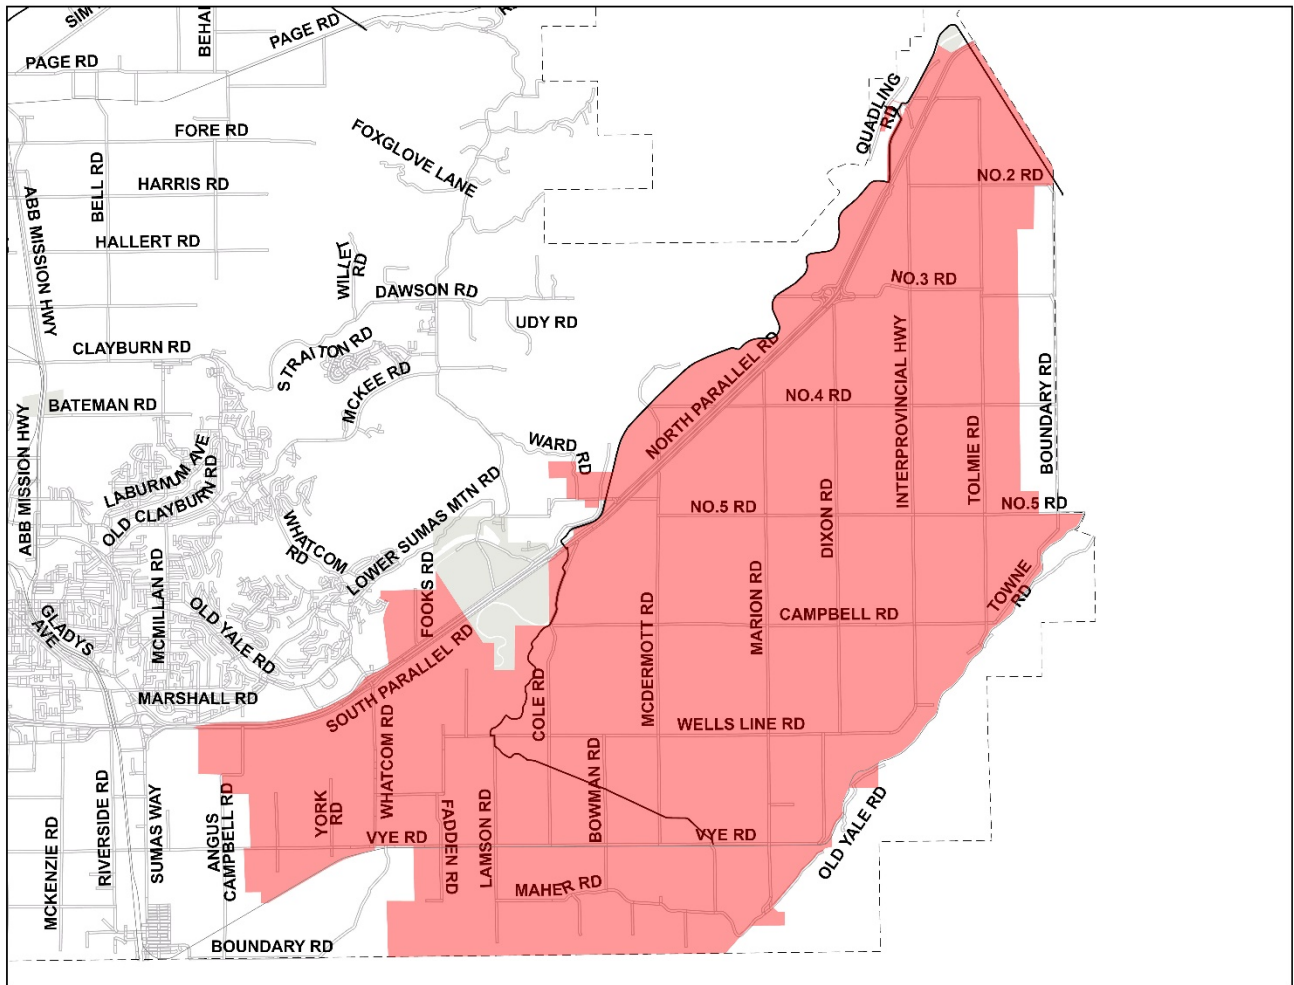 SIM
BEHA
PAGE RD
R
PAGE RD
FORE RD
FOXGLOVE LANE
QUADLING
RD
BELL RD
HARRIS RD
NO.2 RD
ABB MISSION HWY
HALLERT RD
WILLET
RD
DAWSON RD
NO.3 RD
UDY RD
CLAYBURN RD
STRAITON RD
MCKEE RD
NORTH PARALLEL RD
INTERPROVINCIAL HWY
BOUNDARY RD
BATEMAN RD
NO.4 RD
ABB MISSION HWY
LABURNUM AVE
OLD CLAYBURN RD
WARD
RD
TOLMIE RD
WHATCOM
RD
LOWER SUMAS MTN RD
NO.5 RD
DIXON RD
NO.5 RD
MCMILLAN RD
FOOKS RD
GLADYS
AVE
OLD YALE RD
MCDERMOTT RD
MARION RD
CAMPBELL RD
TOWNE
RD
MARSHALL RD
SOUTH PARALLEL RD
COLE RD
WELLS LINE RD
WHATCOM RD
MCKENZIE RD
RIVERSIDE RD
SUMAS WAY
ANGUS
CAMPBELL RD
YORK
RD
VYE RD
FADDEN RD
LAMSON RD
BOWMAN RD
VYE RD
OLD YALE RD
MAHER RD
BOUNDARY RD